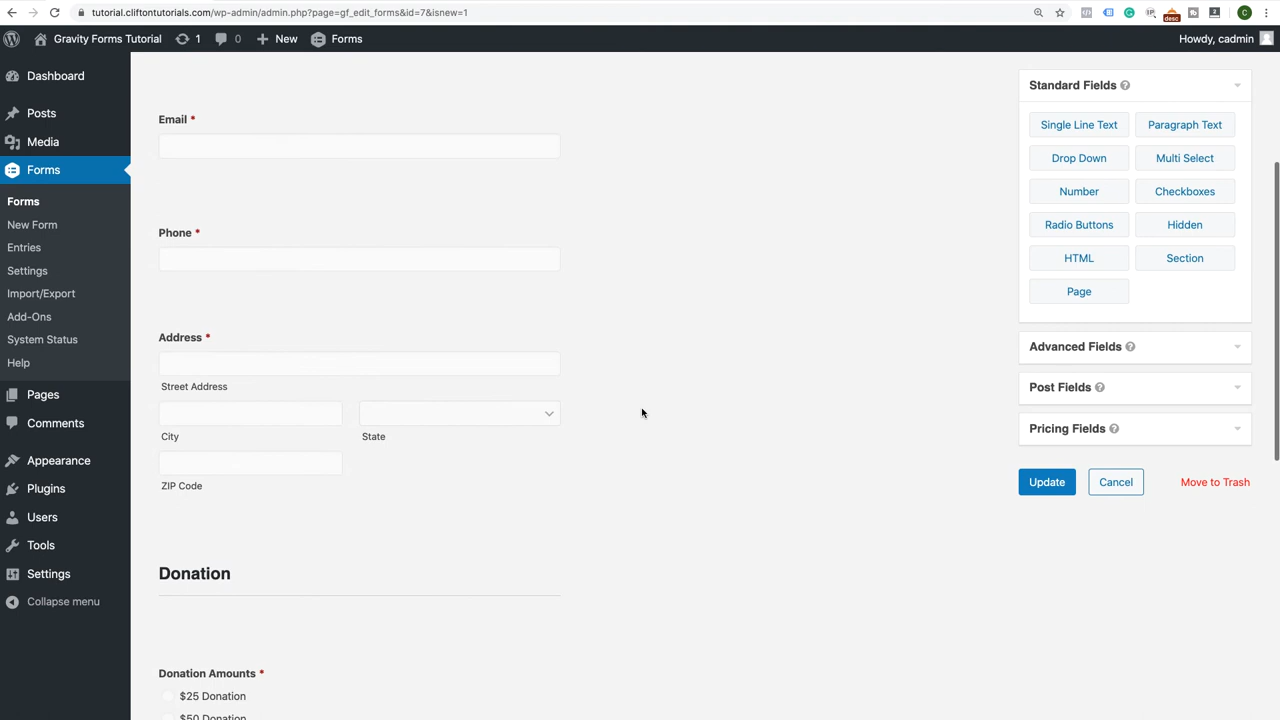 tutorial.cliftontutorials.com/wp-admin/admin.php?page=gf_edit_forms&id=7&isnew=1
desc
2
C
Gravity Forms Tutorial
1
0
New
Forms
Howdy, cadmin
Dashboard
Posts
Media
Forms
Forms
New Form
Entries
Settings
Import/Export
Add-Ons
System Status
Help
Pages
Comments
Appearance
Plugins
Users
Tools
Settings
Collapse menu
Email *
Phone *
Address *
Street Address
City
State
ZIP Code
Donation
Donation Amounts *
$25 Donation
$50 Donation
Standard Fields ?
Single Line Text
Paragraph Text
Drop Down
Multi Select
Number
Checkboxes
Radio Buttons
Hidden
HTML
Section
Page
Advanced Fields ?
Post Fields ?
Pricing Fields ?
Update
Cancel
Move to Trash